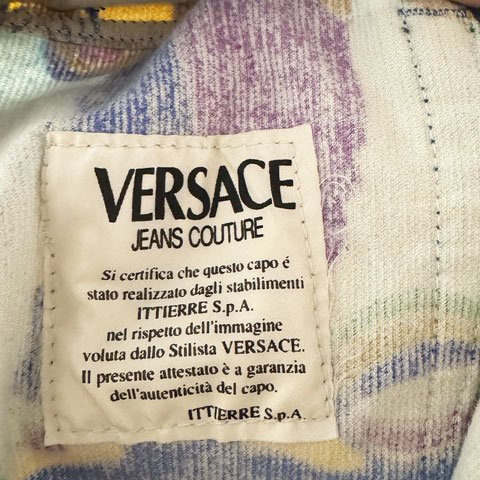 VERSACE
JEANS COUTURE
Si certifica che questo capo é
stato realizzato dagli stabilimenti
ITTIERRE S.p.A.
nel rispetto dell'immagine
voluta dallo Stilista VERSACE.
Il presente attestato è a garanzia
dell'autenticità del capo.
ITTIERRE S.p.A.